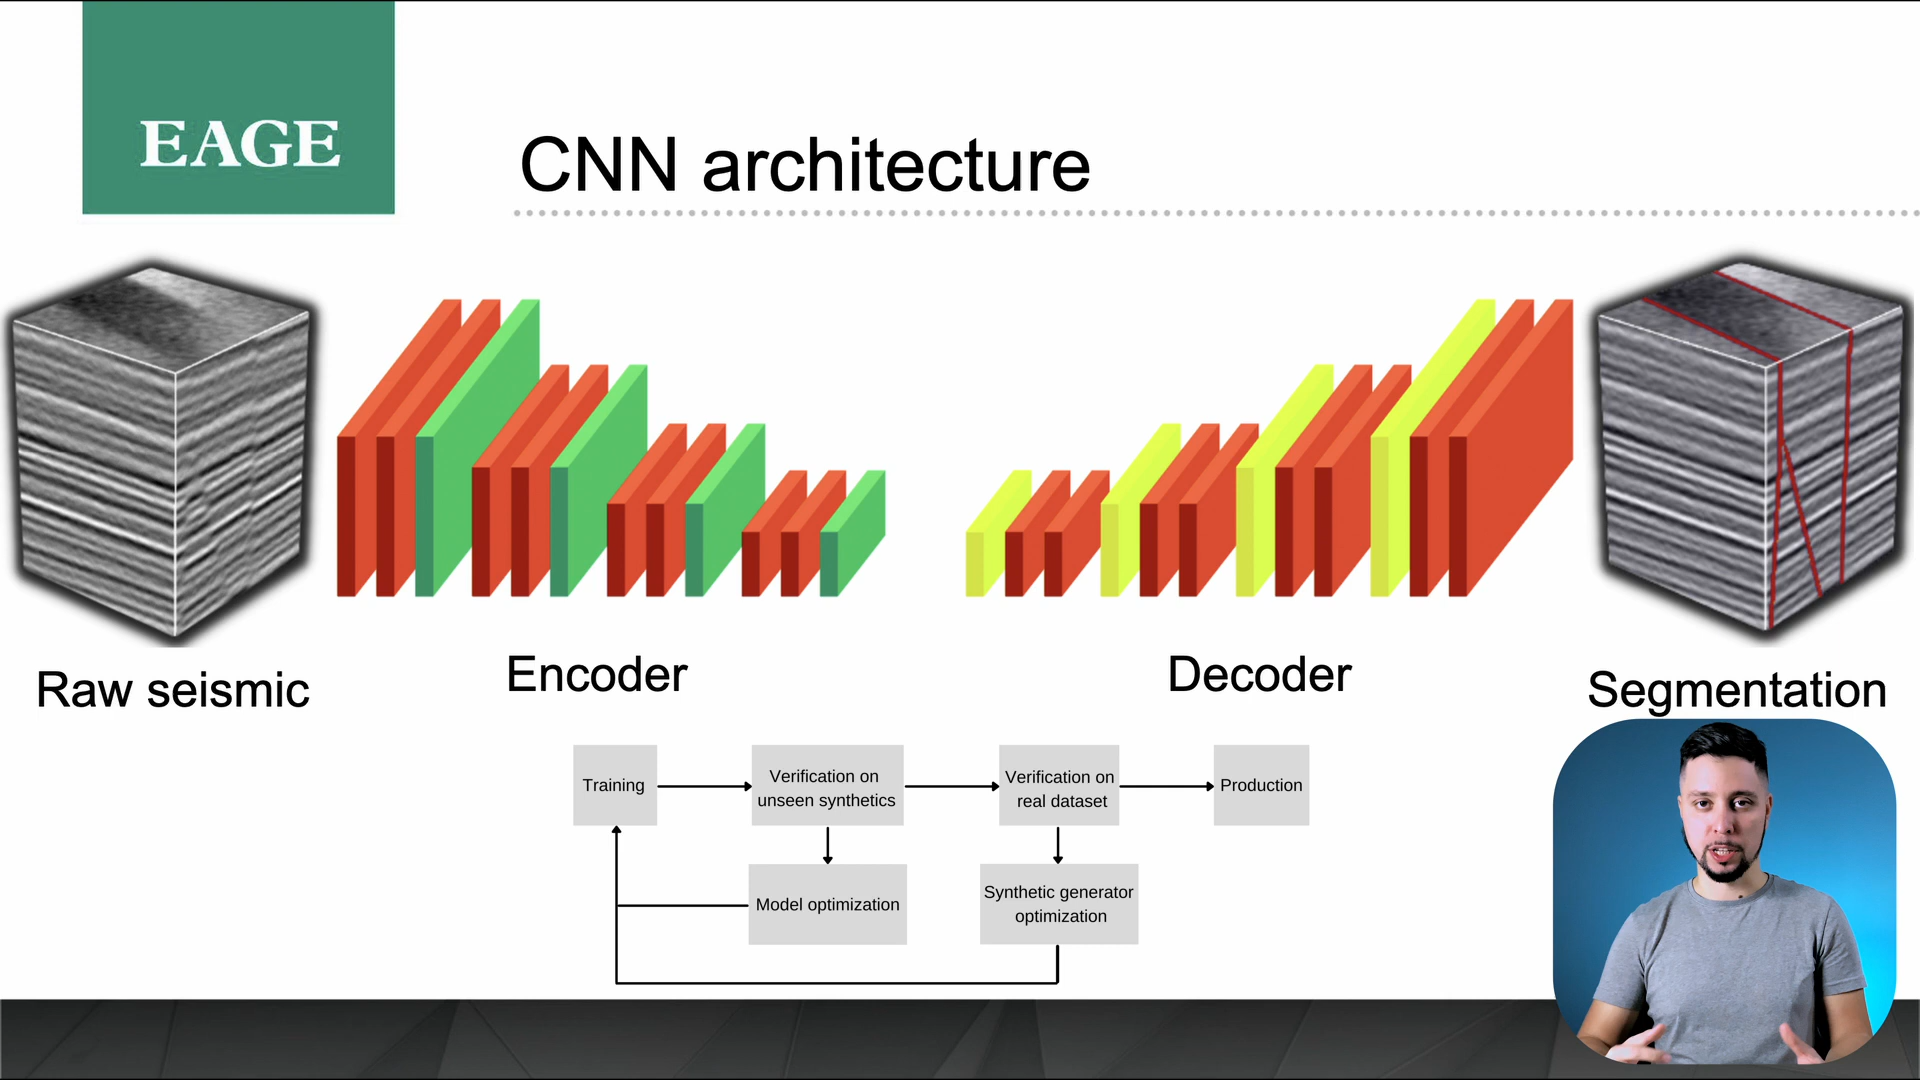 EAGE
CNN architecture
Raw seismic
Encoder
Decoder
Segmentation
Training
Verification on
unseen synthetics
Verification on
real dataset
Production
Model optimization
Synthetic generator
optimization